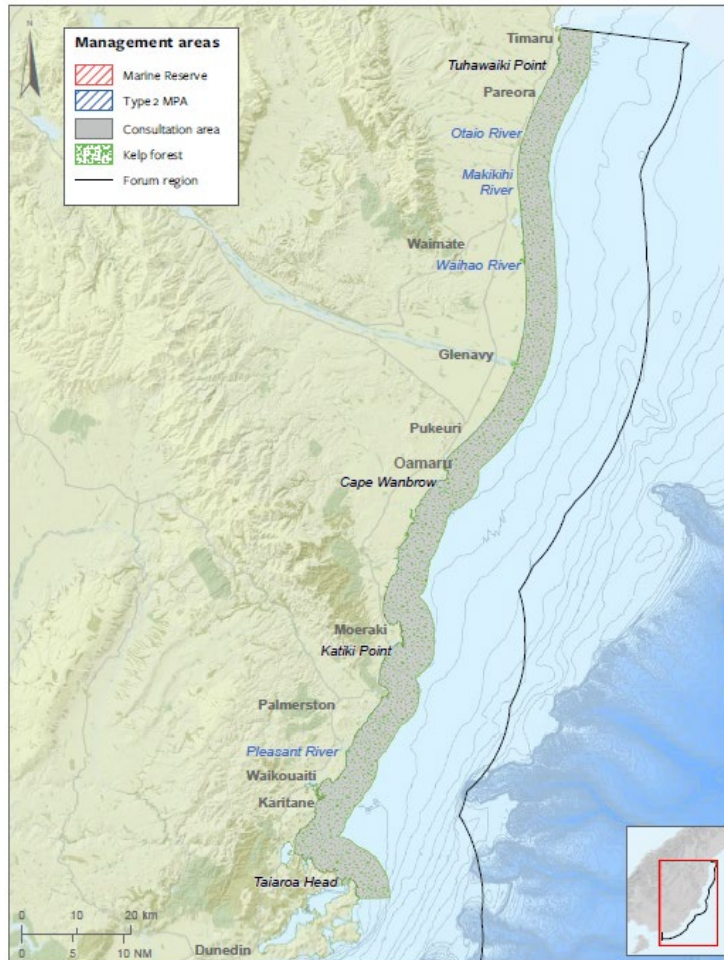 N
Management areas
Marine Reserve
Type 2 MPA
Consultation area
Kelp forest
Forum region
Timaru
Tuhawaiki Point
Pareora
Otaio River
Makikihi
River
Waimate
Waihao River
Glenavy
Pukeuri
Oamaru
Cape Wanbrow
Moeraki
Katiki Point
Palmerston
Pleasant River
Waikouaiti
Karitane
Taiaroa Head
0 10 20 km
0 5 10 NM
Dunedin